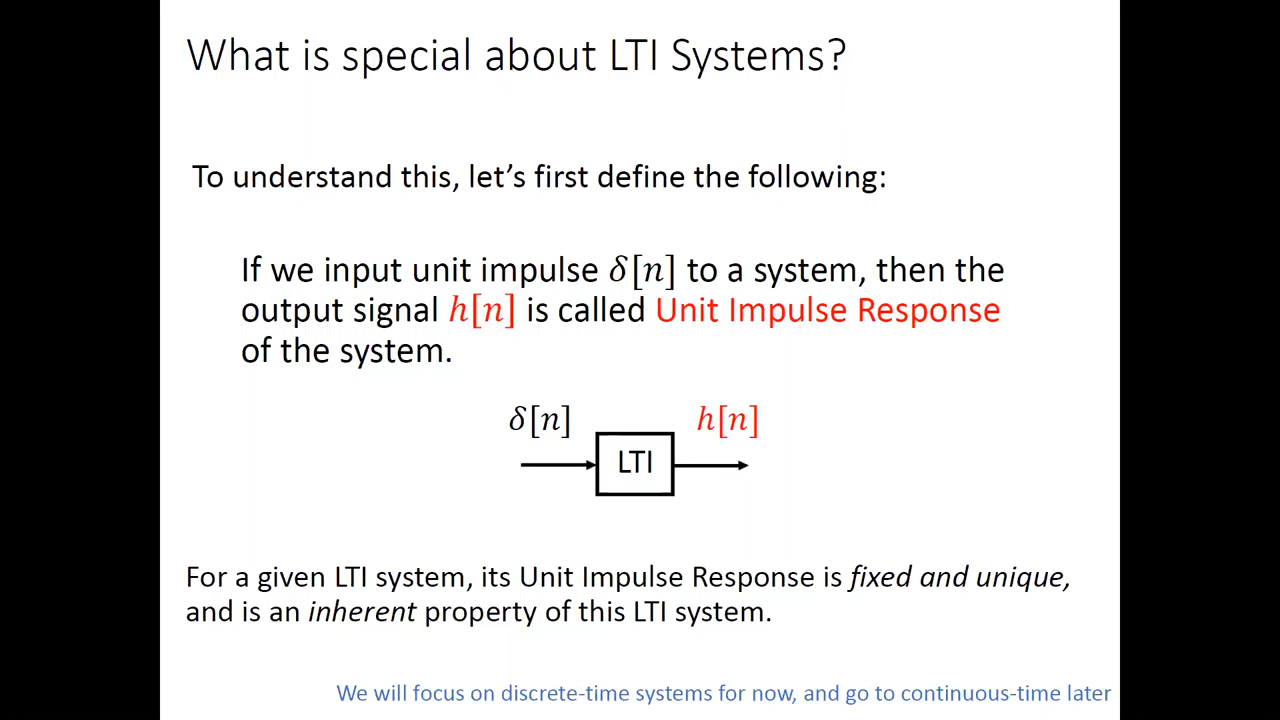 What is special about LTI Systems?
To understand this, let’s first define the following:
If we input unit impulse δ[n] to a system, then the
output signal h[n] is called Unit Impulse Response
of the system.
δ[n]
h[n]
LTI
For a given LTI system, its Unit Impulse Response is fixed and unique,
and is an inherent property of this LTI system.
We will focus on discrete-time systems for now, and go to continuous-time later